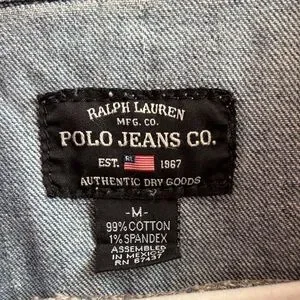 RALPH LAUREN
MFG. CO.
POLO JEANS CO.
EST. 1967
AUTHENTIC DRY GOODS
-M-
99% COTTON
1% SPANDEX
ASSEMBLED
IN MEXICO
RN 67457